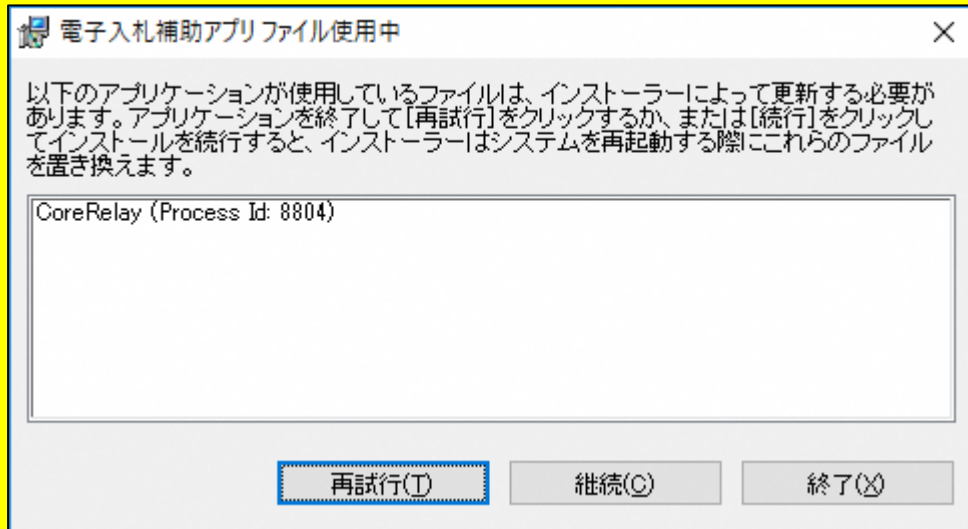 電子入札補助アプリ ファイル使用中
以下のアプリケーションが使用しているファイルは、インストーラーによって更新する必要が
あります。アプリケーションを終了して[再試行]をクリックするか、または[続行]をクリックし
てインストールを続行すると、インストーラーはシステムを再起動する際にこれらのファイル
を置き換えます。
CoreRelay (Process Id: 8804)
再試行(T) 継続(C) 終了(X)